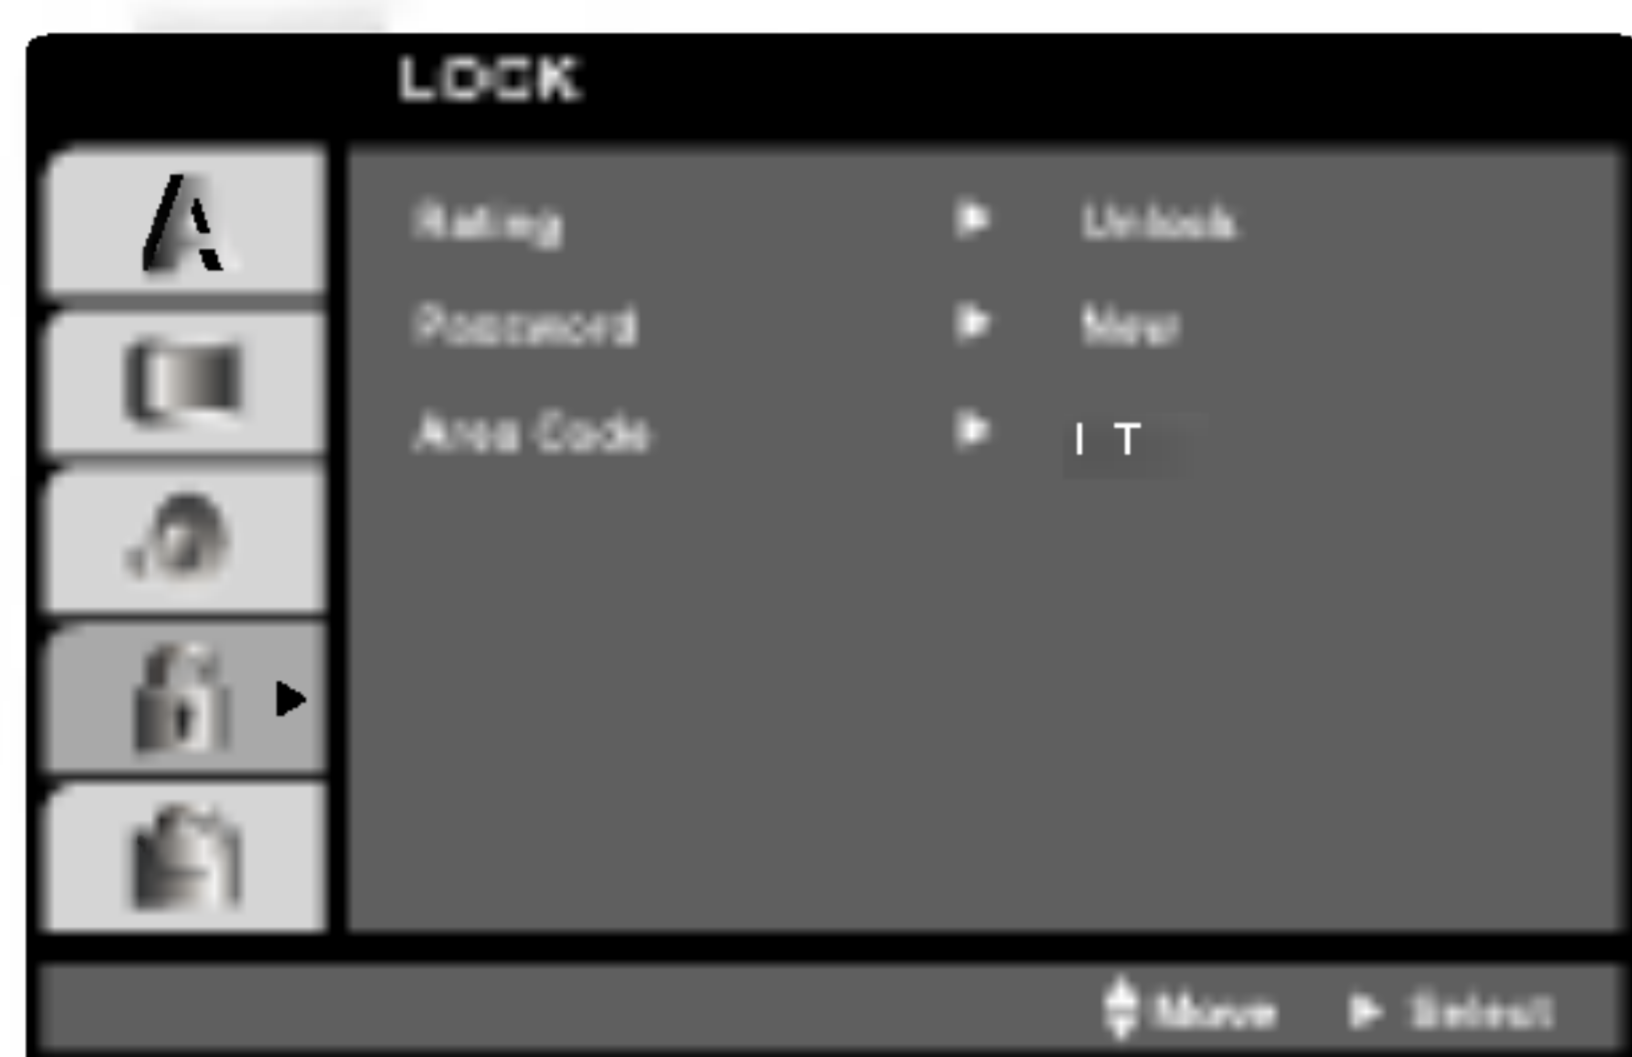 LOCK
Rating ► Unlock
Password ► New
Area Code ► I T
Move ► Select